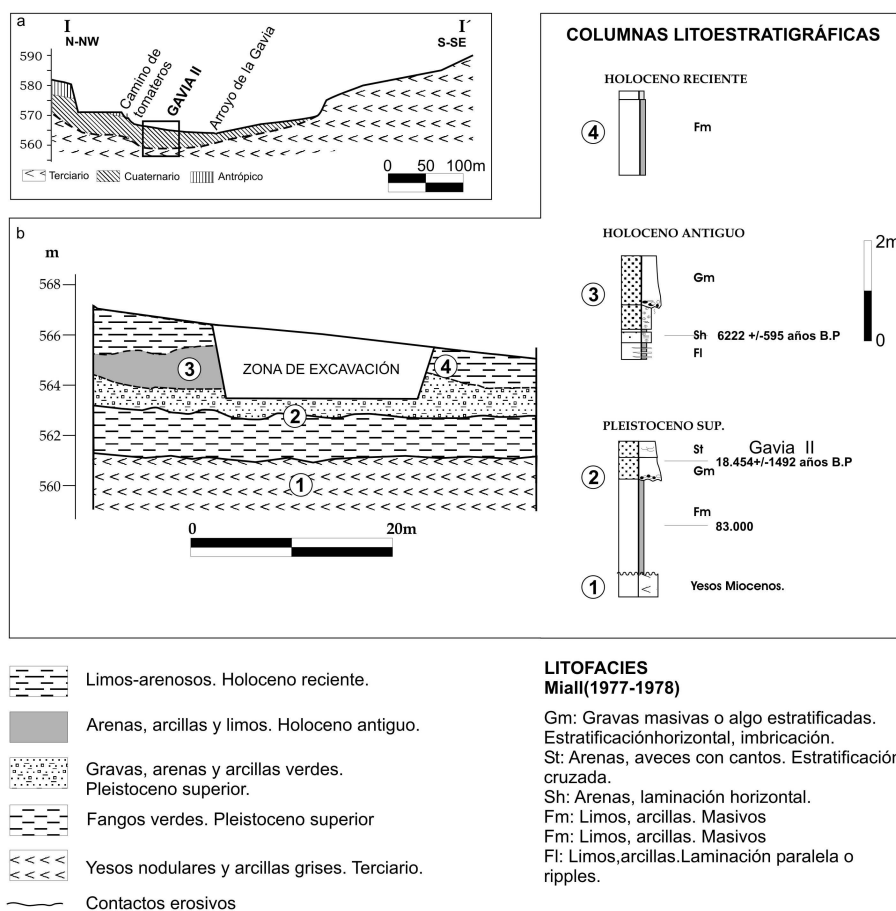 a
I
N-NW
I´
S-SE
590
580
570
560
Camino de
tomateros
GAVIA II
Arroyo de la Gavia
0 50 100m
Terciario Cuaternario Antrópico
b
m
568
566
564
562
560
ZONA DE EXCAVACIÓN
3
4
2
1
0 20m
COLUMNAS LITOESTRATIGRÁFICAS
HOLOCENO RECIENTE
4
Fm
HOLOCENO ANTIGUO
3
Gm
Sh 6222 +/-595 años B.P
Fl
2m
0
PLEISTOCENO SUP.
2
St Gavia II
18.454+/-1492 años B.P
Gm
Fm
83.000
1
Yesos Miocenos.
Limos-arenosos. Holoceno reciente.
Arenas, arcillas y limos. Holoceno antiguo.
Gravas, arenas y arcillas verdes.
Pleistoceno superior.
Fangos verdes. Pleistoceno superior
Yesos nodulares y arcillas grises. Terciario.
Contactos erosivos
LITOFACIES
Miall(1977-1978)
Gm: Gravas masivas o algo estratificadas.
Estratificaciónhorizontal, imbricación.
St: Arenas, aveces con cantos. Estratificación
cruzada.
Sh: Arenas, laminación horizontal.
Fm: Limos, arcillas. Masivos
Fm: Limos, arcillas. Masivos
Fl: Limos,arcillas.Laminación paralela o
ripples.